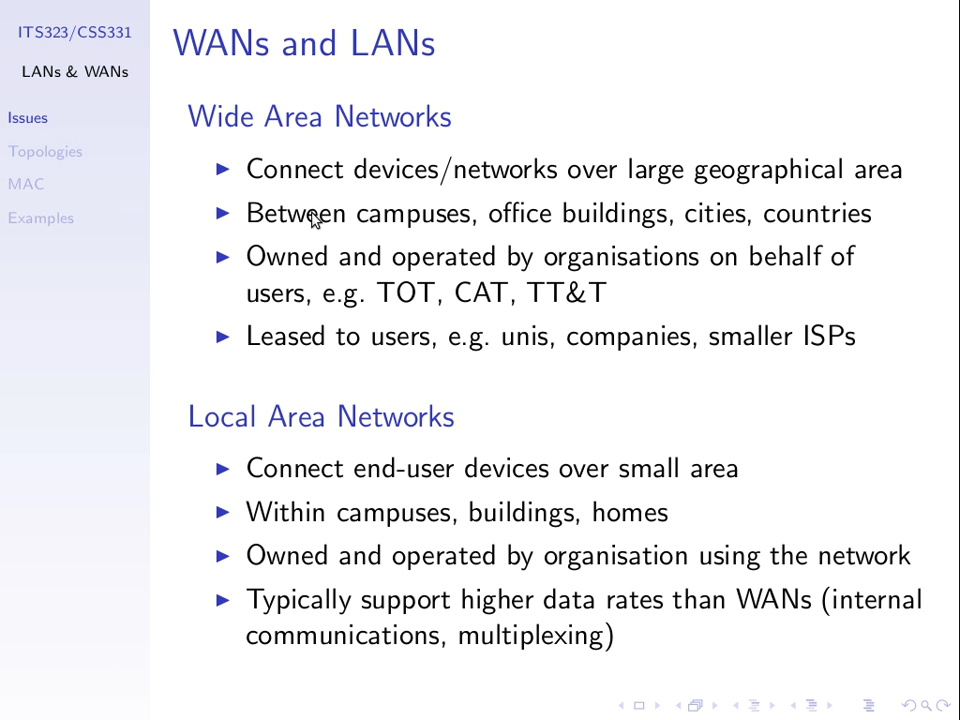 ITS323/CSS331
LANs & WANs
Issues
Topologies
MAC
Examples
WANs and LANs
Wide Area Networks
Connect devices/networks over large geographical area
Between campuses, office buildings, cities, countries
Owned and operated by organisations on behalf of
users, e.g. TOT, CAT, TT&T
Leased to users, e.g. unis, companies, smaller ISPs
Local Area Networks
Connect end-user devices over small area
Within campuses, buildings, homes
Owned and operated by organisation using the network
Typically support higher data rates than WANs (internal
communications, multiplexing)